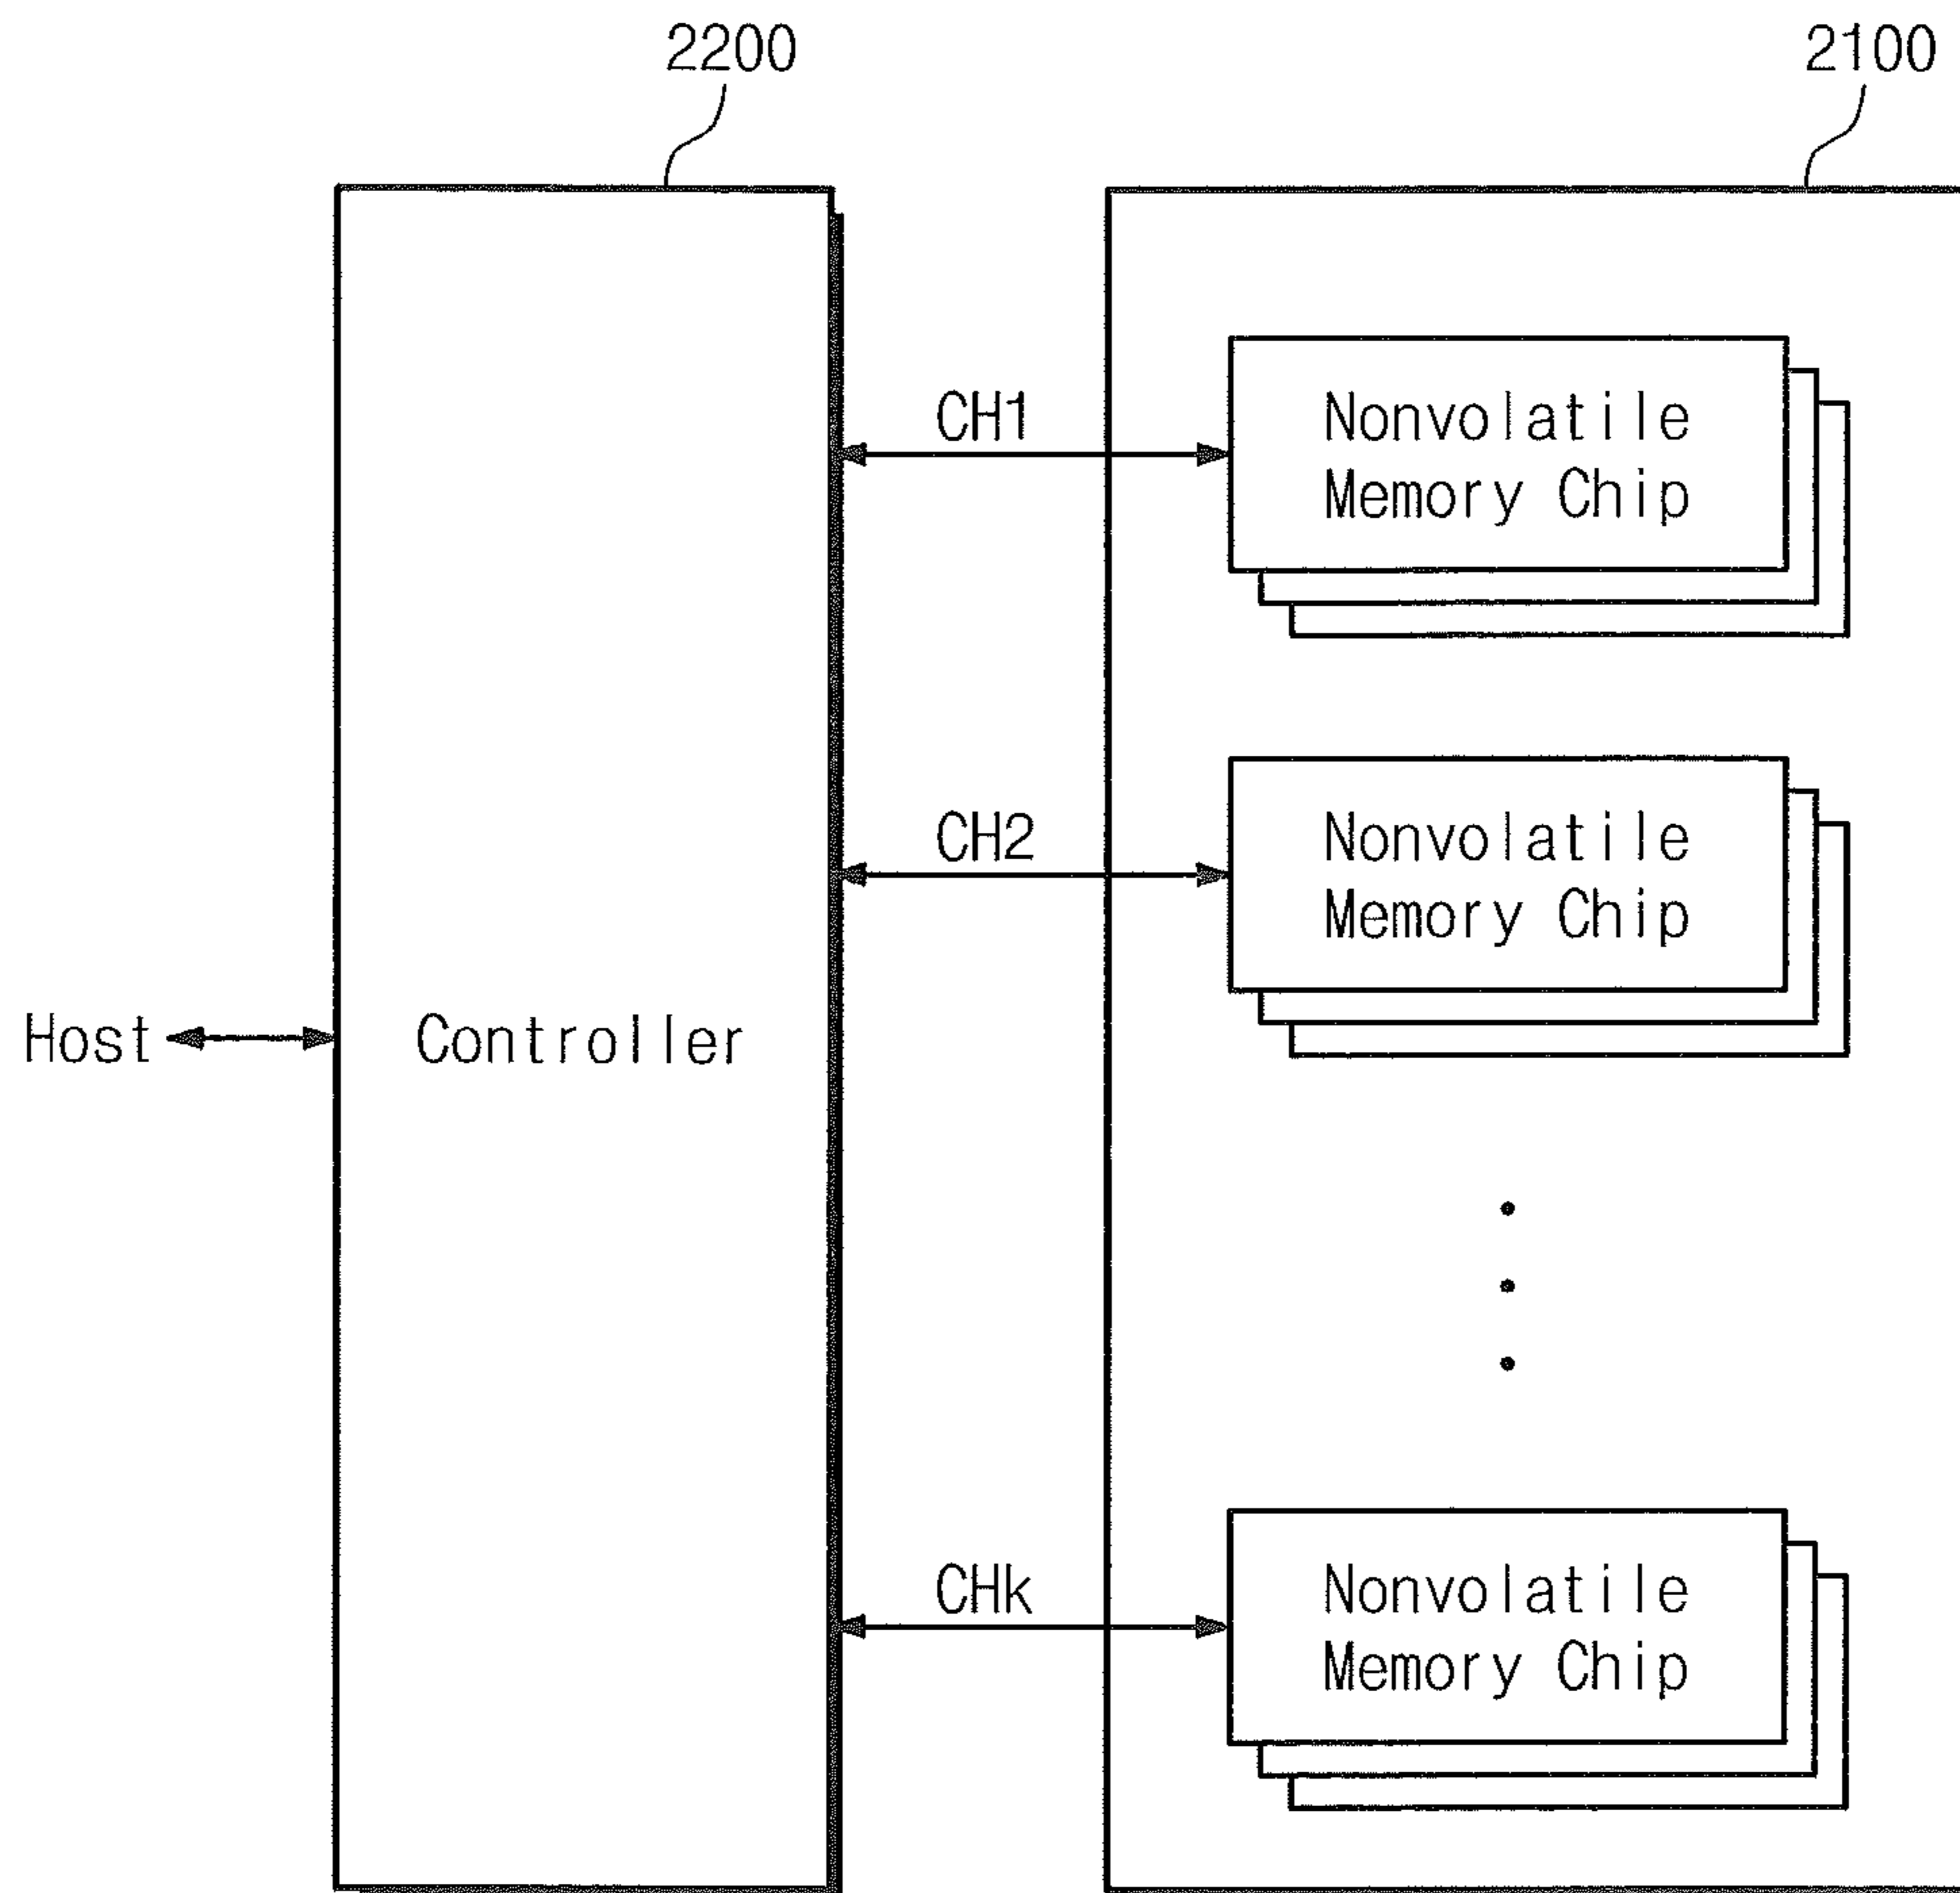 2200
2100
CH1
Nonvolatile
Memory Chip
CH2
Nonvolatile
Memory Chip
Host
Controller
CHk
Nonvolatile
Memory Chip